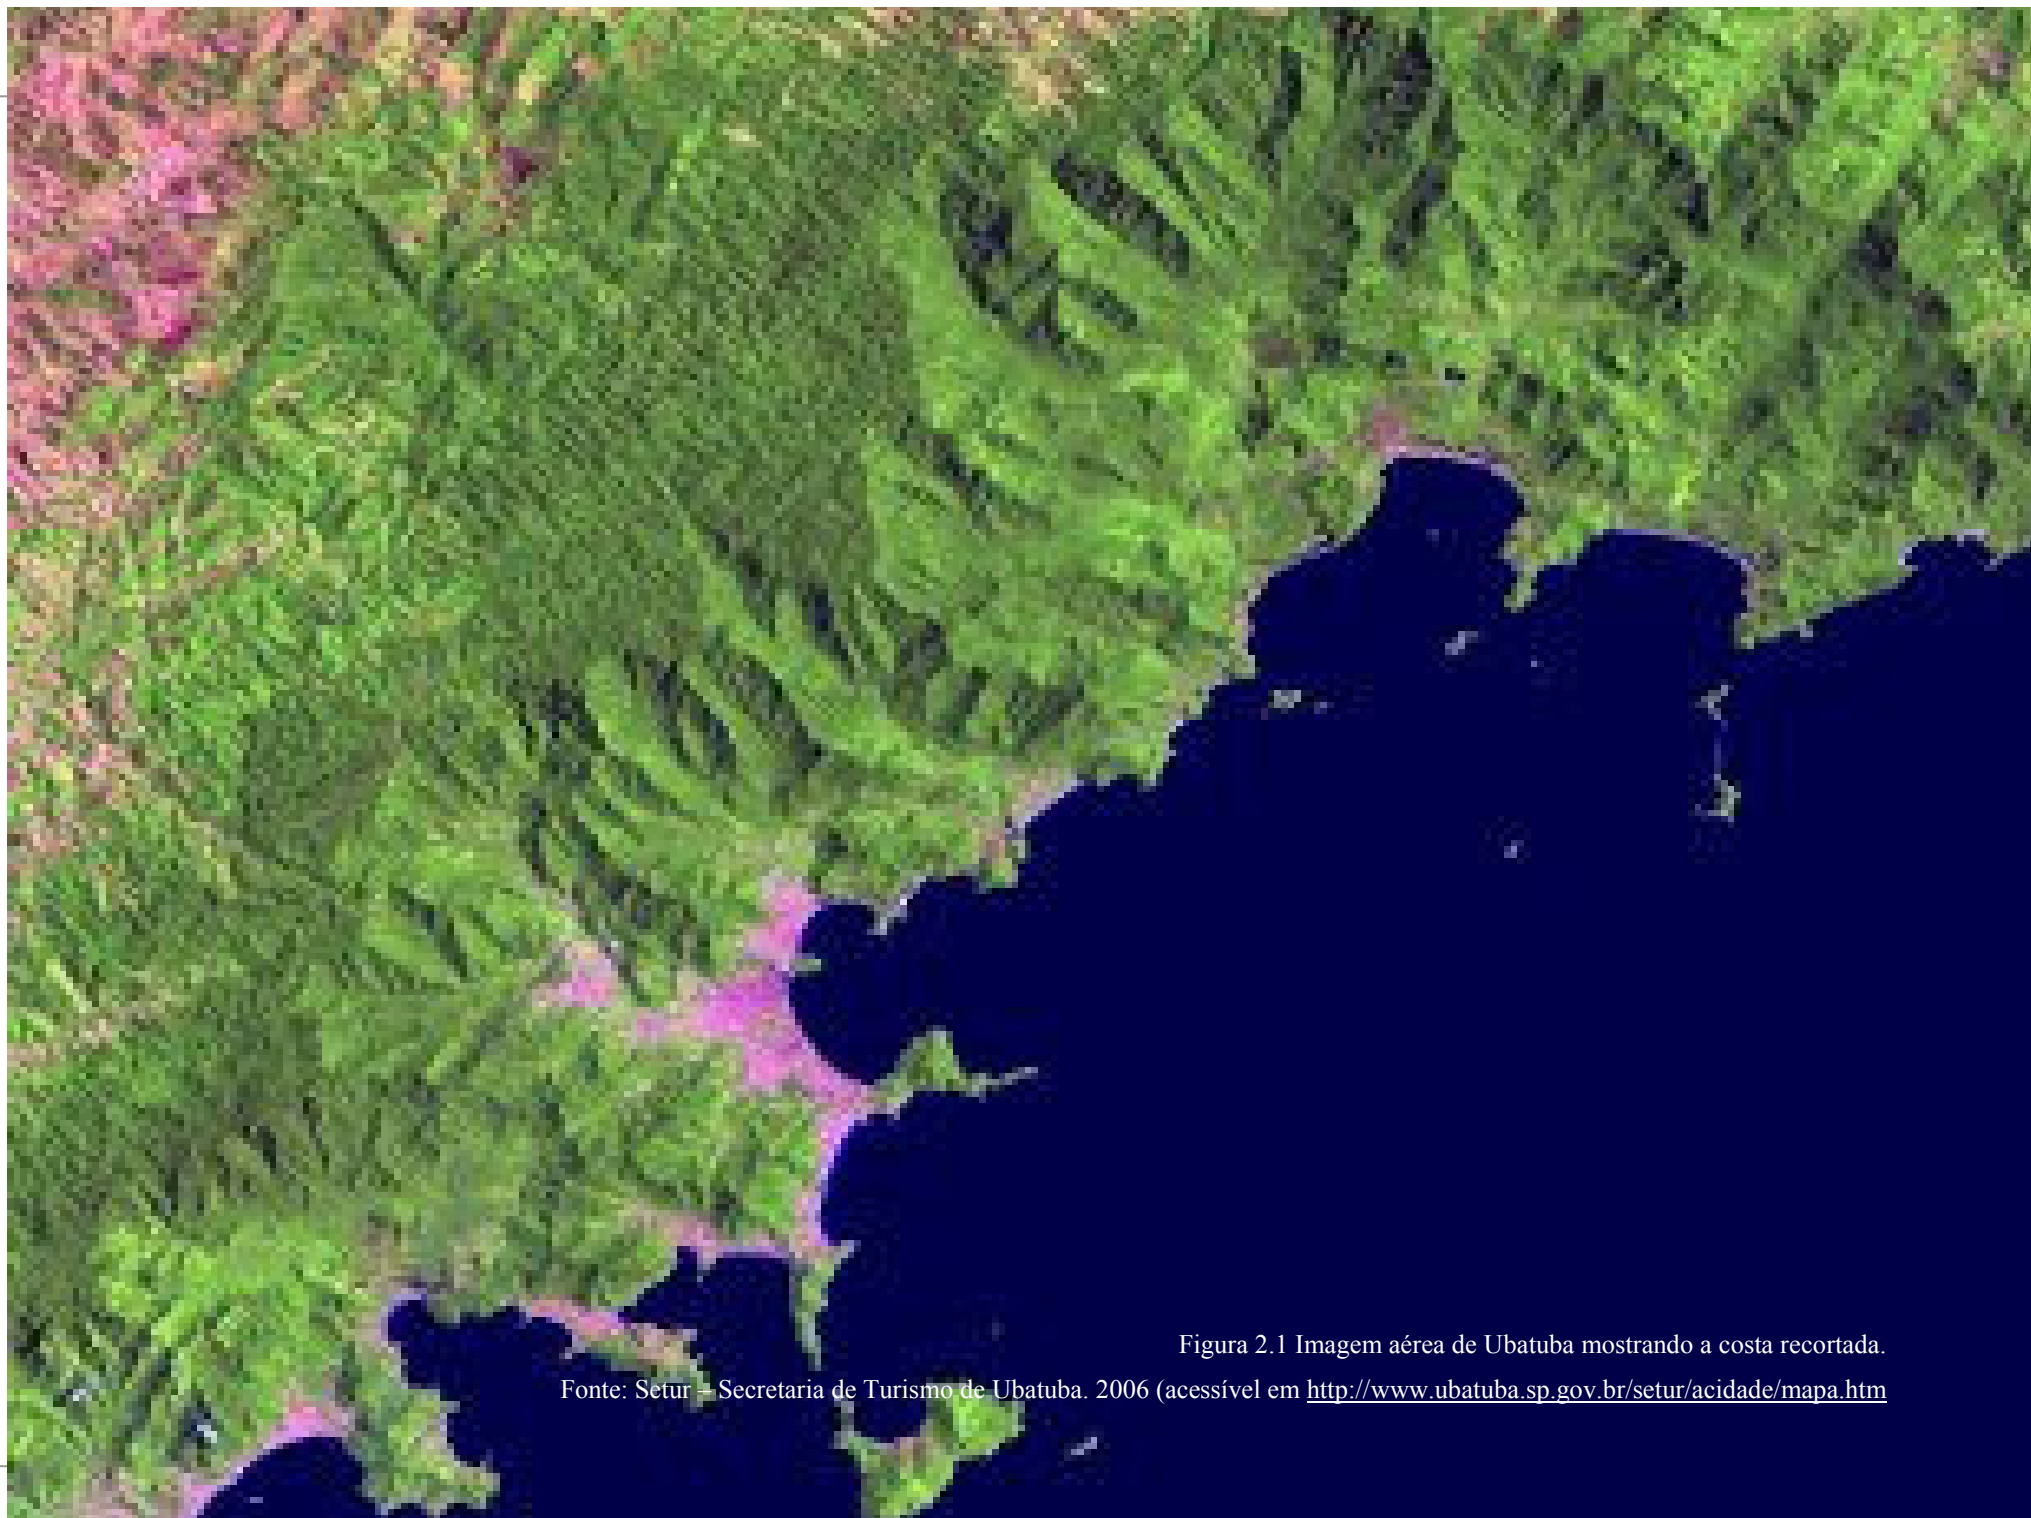 Figura 2.1 Imagem aérea de Ubatuba mostrando a costa recortada.
Fonte: Setur – Secretaria de Turismo de Ubatuba. 2006 (acessível em http://www.ubatuba.sp.gov.br/setur/acidade/mapa.htm